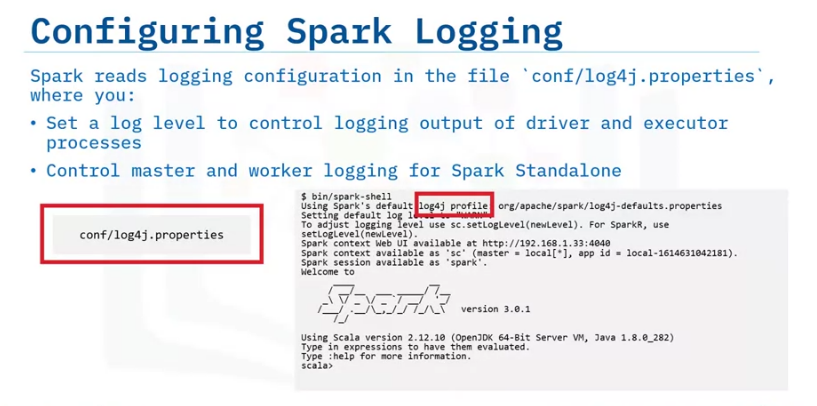 Configuring Spark Logging
Spark reads logging configuration in the file `conf/log4j.properties`,
where you:
• Set a log level to control logging output of driver and executor
processes
• Control master and worker logging for Spark Standalone
conf/log4j.properties
$ bin/spark-shell
Using Spark's default log4j profile: org/apache/spark/log4j-defaults.properties
Setting default log level to "WARN".
To adjust logging level use sc.setLogLevel(newLevel). For SparkR, use
setLogLevel(newLevel).
Spark context Web UI available at http://192.168.1.33:4040
Spark context available as 'sc' (master = local[*], app id = local-1614631042181).
Spark session available as 'spark'.
Welcome to
Spark
version 3.0.1
Using Scala version 2.12.10 (OpenJDK 64-Bit Server VM, Java 1.8.0_282)
Type in expressions to have them evaluated.
Type :help for more information.
scala>